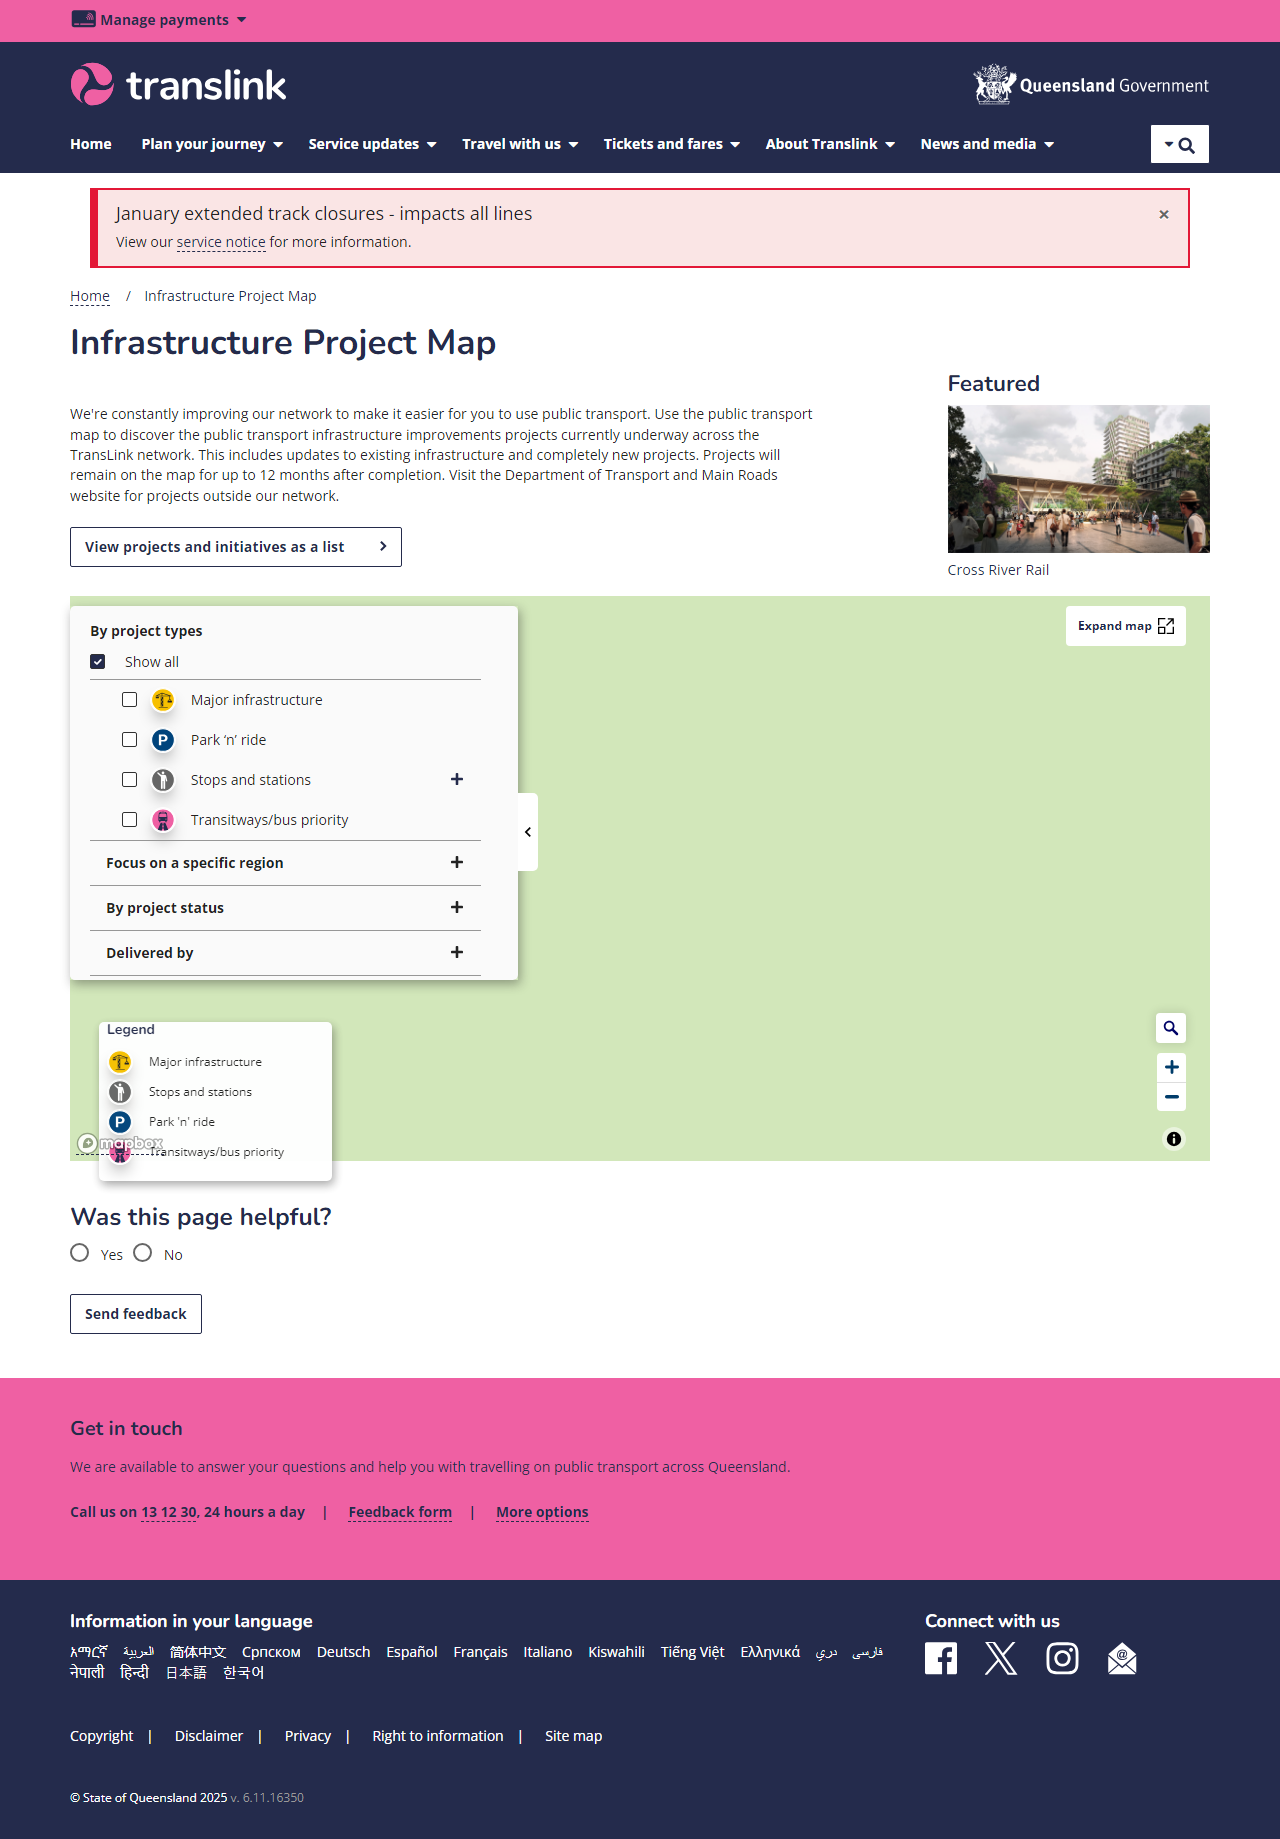 Manage payments
translink
Queensland Government
Home Plan your journey Service updates Travel with us Tickets and fares About Translink News and media
January extended track closures - impacts all lines ×
View our service notice for more information.
Home / Infrastructure Project Map
Infrastructure Project Map
Featured
We're constantly improving our network to make it easier for you to use public transport. Use the public transport
map to discover the public transport infrastructure improvements projects currently underway across the
TransLink network. This includes updates to existing infrastructure and completely new projects. Projects will
remain on the map for up to 12 months after completion. Visit the Department of Transport and Main Roads
website for projects outside our network.
View projects and initiatives as a list
Cross River Rail
By project types
Expand map
Show all
Major infrastructure
P Park ‘n’ ride
Stops and stations
Transitways/bus priority
Focus on a specific region
By project status
Delivered by
Legend
Major infrastructure
Stops and stations
P Park 'n' ride
mapbox
Transitways/bus priority
Was this page helpful?
Yes No
Send feedback
Get in touch
We are available to answer your questions and help you with travelling on public transport across Queensland.
Call us on 13 12 30, 24 hours a day | Feedback form | More options
Information in your language
አማርኛ العربية 简体中文 Српском Deutsch Español Français Italiano Kiswahili Tiếng Việt Ελληνικά دری فارسی
नेपाली हिन्दी 日本語 한국어
Connect with us
Copyright | Disclaimer | Privacy | Right to information | Site map
© State of Queensland 2025 v. 6.11.16350